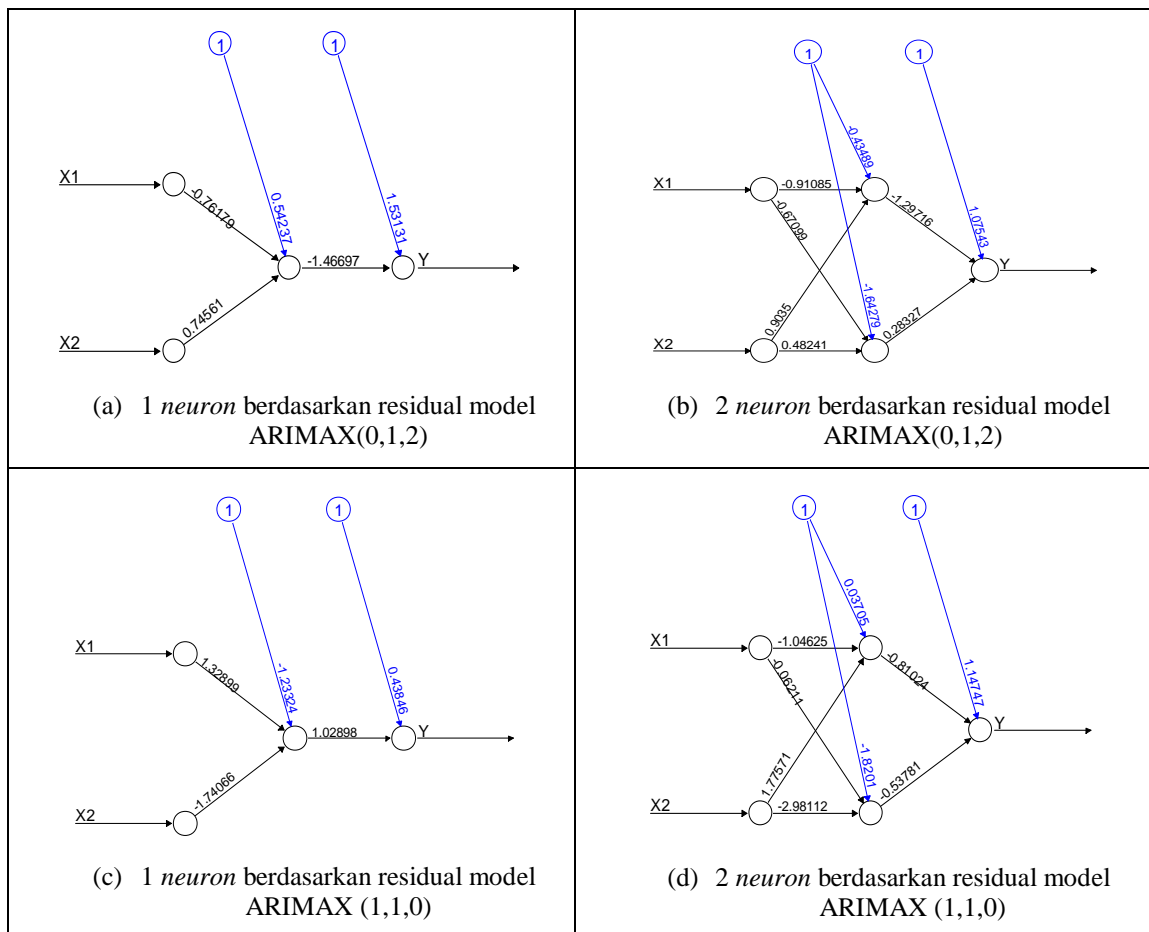 1
1
X1
-0.76179
0.54237
1.53131
-1.46697
Y
0.74561
X2
(a) 1 neuron berdasarkan residual model
ARIMAX(0,1,2)
1
1
-0.43489
X1
-0.91085
-0.67099
-1.29716
1.07543
Y
-1.64279
0.9035
0.28327
X2
0.48241
(b) 2 neuron berdasarkan residual model
ARIMAX(0,1,2)
1
1
X1
1.32899
-1.23324
0.43846
1.02898
Y
-1.74066
X2
(c) 1 neuron berdasarkan residual model
ARIMAX (1,1,0)
1
1
0.03705
X1
-1.04625
-0.06211
-0.81024
1.14747
Y
-1.8201
1.77571
-0.53781
X2
-2.98112
(d) 2 neuron berdasarkan residual model
ARIMAX (1,1,0)